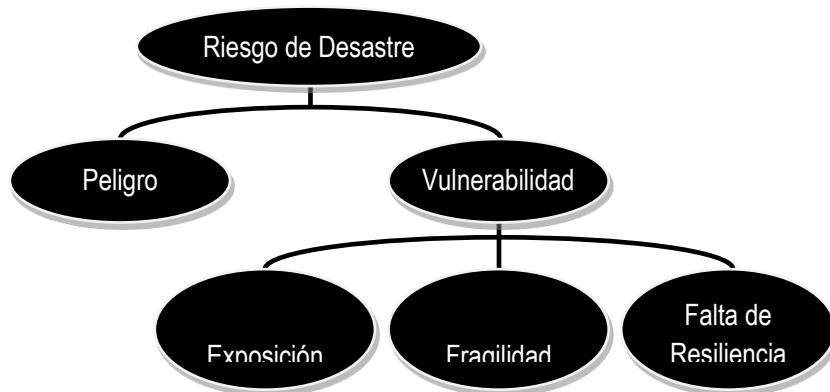 Riesgo de Desastre
Peligro
Vulnerabilidad
Exposición
Fragilidad
Falta de
Resiliencia